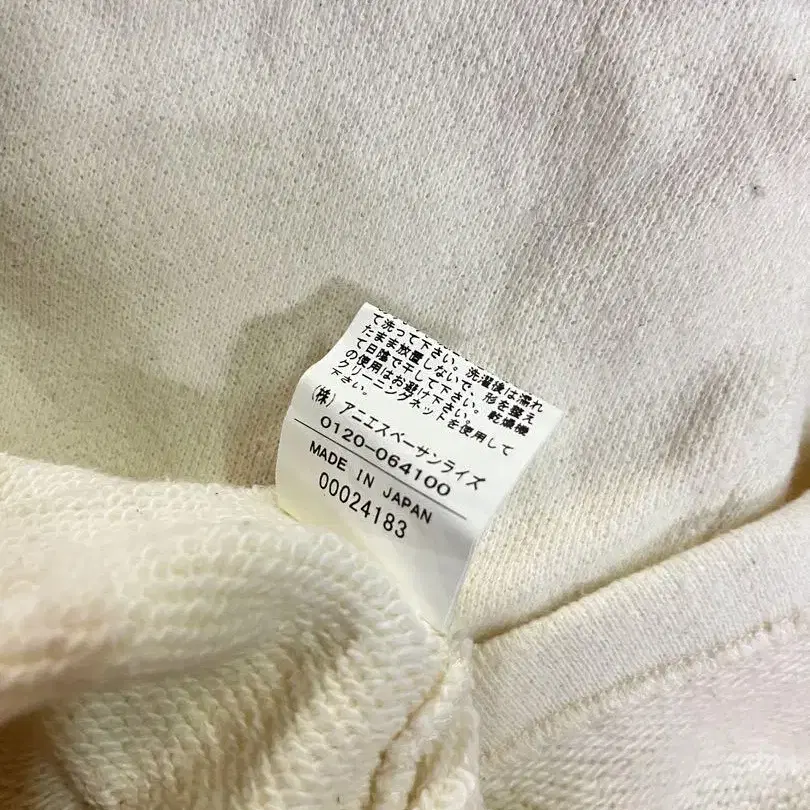 て洗って下さい。洗濯後は濡れ
たまま放置しないで、形を整え
て日陰で干して下さい。乾燥機
の使用はお避け下さい。
クリーニングネットを使用して
下さい。
(株) アニエスベーサンライズ
0120-064100
MADE IN JAPAN
00024183